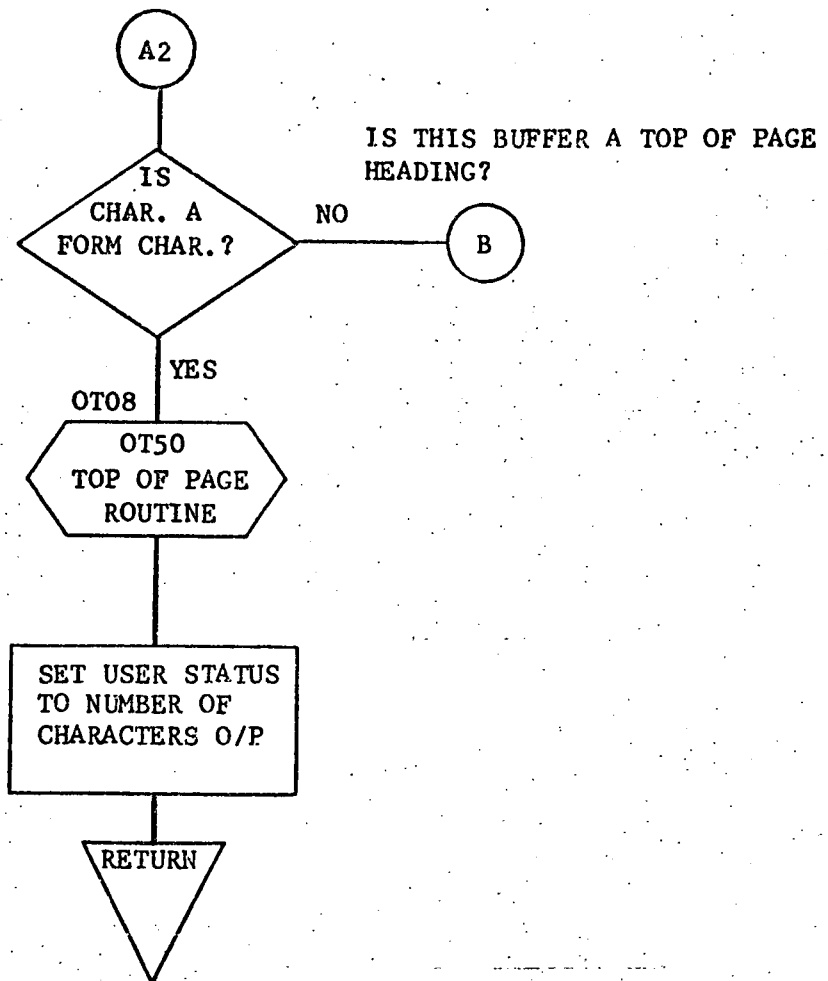 A2
IS THIS BUFFER A TOP OF PAGE
HEADING?
IS
CHAR. A
FORM CHAR.?
NO
B
YES
OT08
OT50
TOP OF PAGE
ROUTINE
SET USER STATUS
TO NUMBER OF
CHARACTERS O/P
RETURN